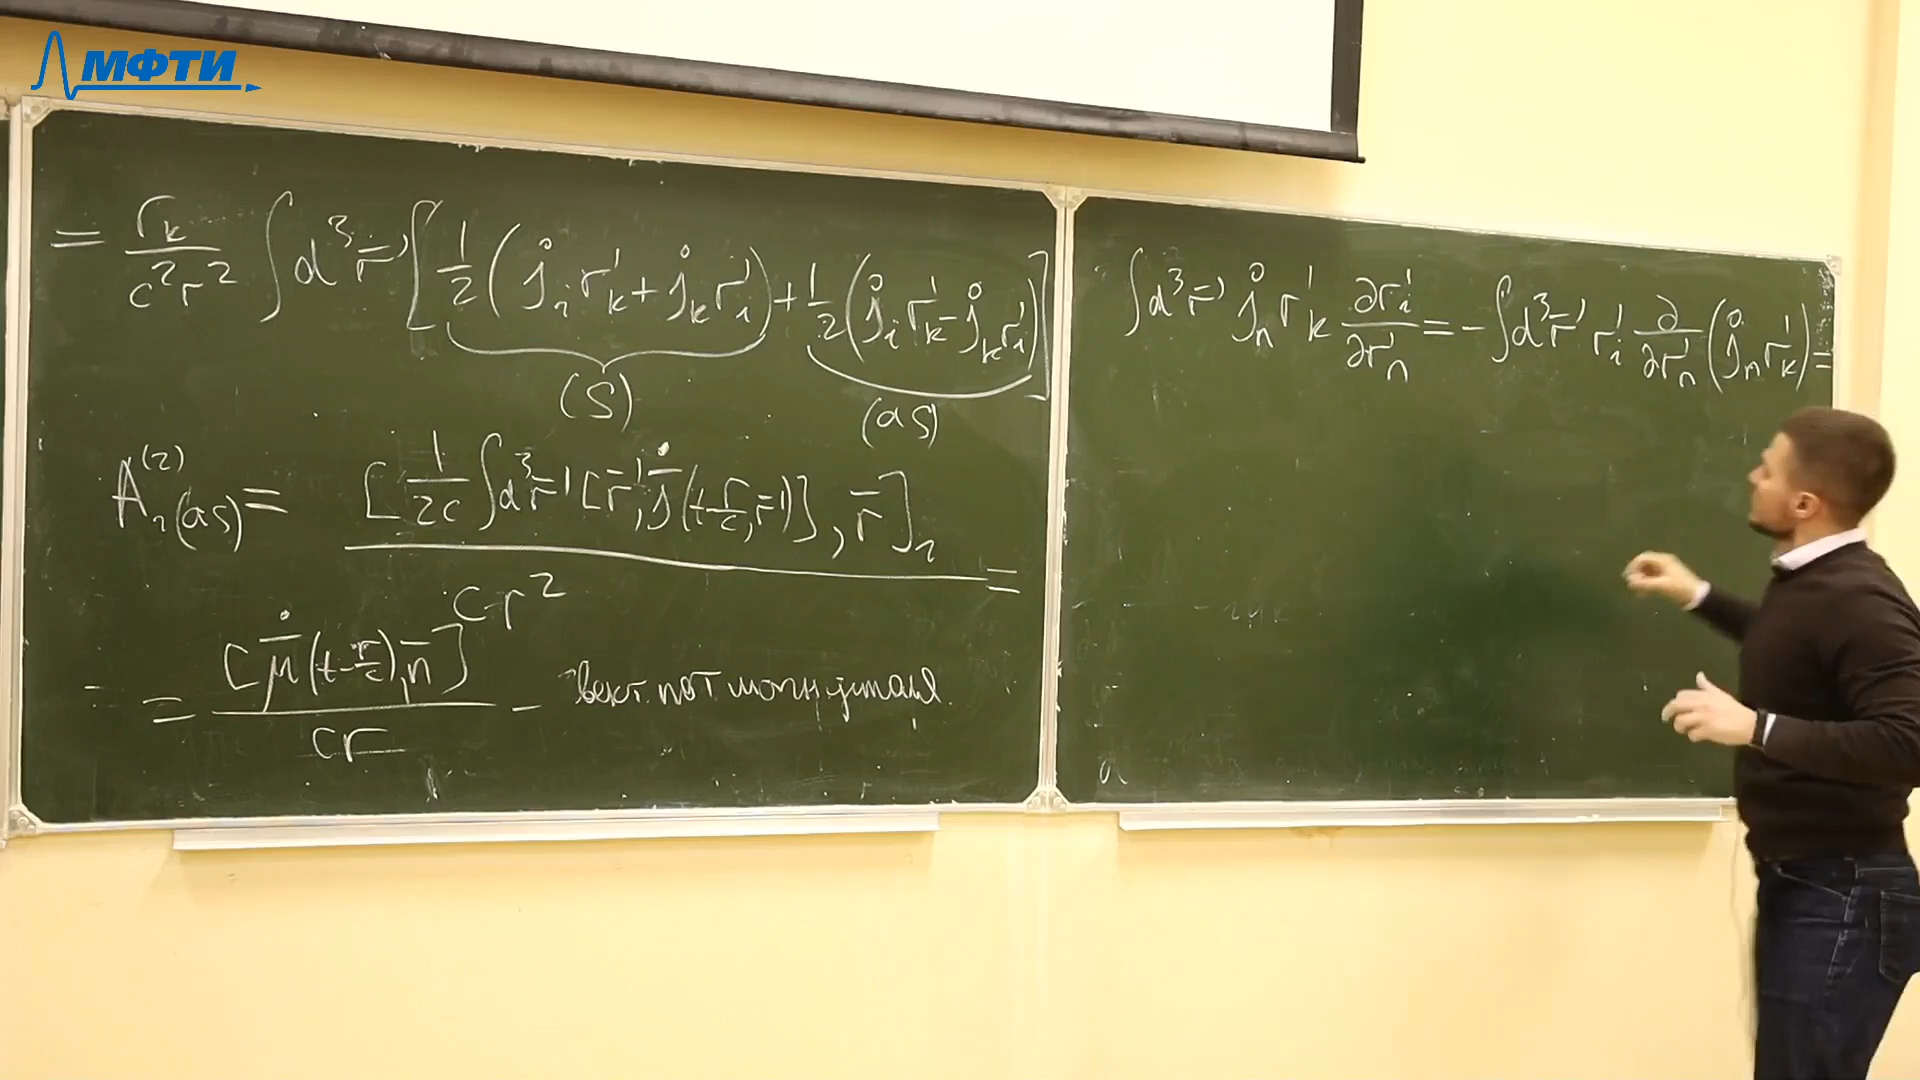 МФТИ
= r_k / c²r² ∫ d³r̄' [ 1/2 ( j̇_i r'_k + j̇_k r'_i ) + 1/2 ( j̇_i r'_k - j̇_k r'_i ) ]
(S) (as)
A_i^(2)(as) = [ 1/2c ∫ d³r̄' [ r̄', j̄̇ (t - r/c, r̄') ], r̄ ]_i / cr² =
= [ μ̄̇ (t - r/c), n̄ ] / cr - вект. пот магн. уталя
∫ d³r̄' j̇_n r'_k ∂r'_i/∂r'_n = - ∫ d³r̄' r'_i ∂/∂r'_n ( j̇_n r'_k ) =